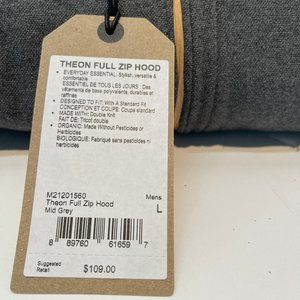 THEON FULL ZIP HOOD
• EVERYDAY ESSENTIAL: Stylish, versatile &
comfortable
ESSENTIEL DE TOUS LES JOURS : Des
vêtements de base polyvalents, durables et
raffinés
• DESIGNED TO FIT: With A Standard Fit
CONCEPTION ET COUPE: Coupe standard
• MADE WITH: Double Knit
FAIT DE: Tricot double
• ORGANIC: Made Without Pesticides or
Herbicides
BIOLOGIQUE: Fabriqué sans pesticides ni
herbicides
M21201560
Theon Full Zip Hood
Mid Grey
Mens
L
8 89760 61659 7
Suggested
Retail
$109.00